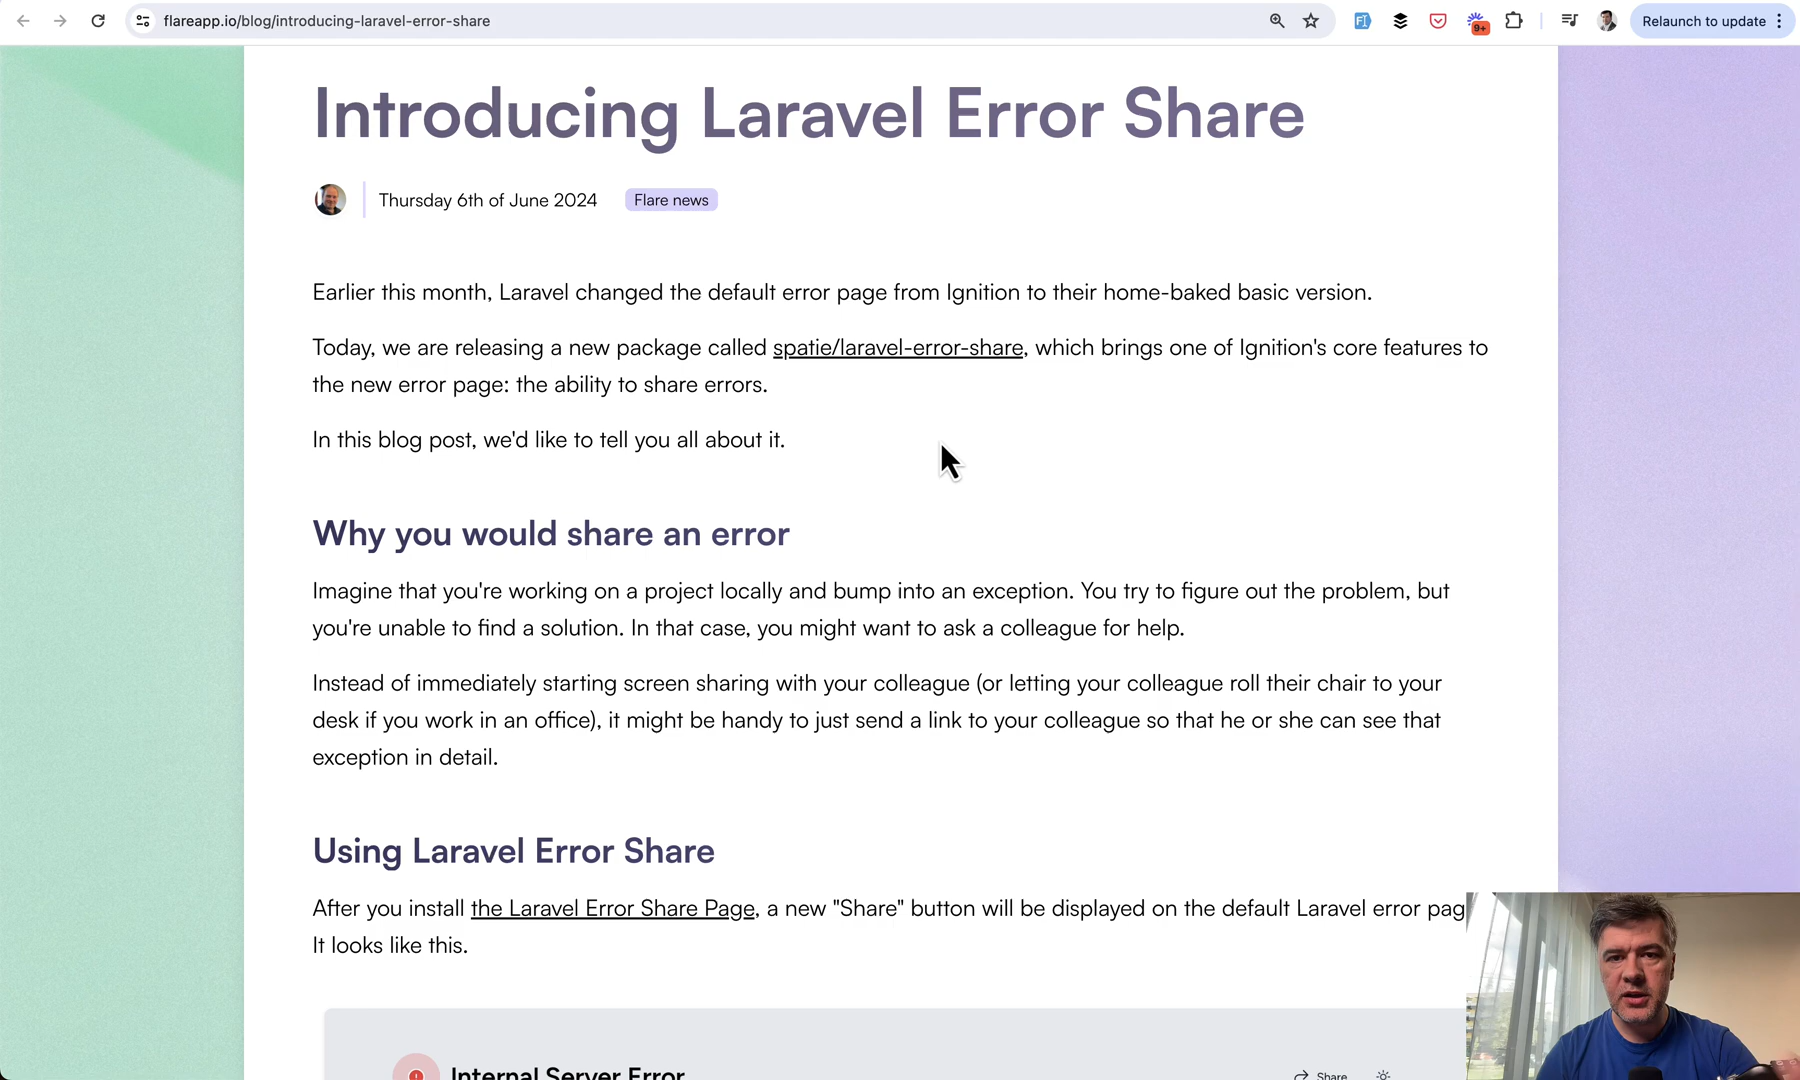 flareapp.io/blog/introducing-laravel-error-share
9+
Relaunch to update
Introducing Laravel Error Share
Thursday 6th of June 2024
Flare news
Earlier this month, Laravel changed the default error page from Ignition to their home-baked basic version.
Today, we are releasing a new package called spatie/laravel-error-share, which brings one of Ignition's core features to
the new error page: the ability to share errors.
In this blog post, we'd like to tell you all about it.
Why you would share an error
Imagine that you're working on a project locally and bump into an exception. You try to figure out the problem, but
you're unable to find a solution. In that case, you might want to ask a colleague for help.
Instead of immediately starting screen sharing with your colleague (or letting your colleague roll their chair to your
desk if you work in an office), it might be handy to just send a link to your colleague so that he or she can see that
exception in detail.
Using Laravel Error Share
After you install the Laravel Error Share Page, a new "Share" button will be displayed on the default Laravel error pag
It looks like this.
Internal Server Error
Share